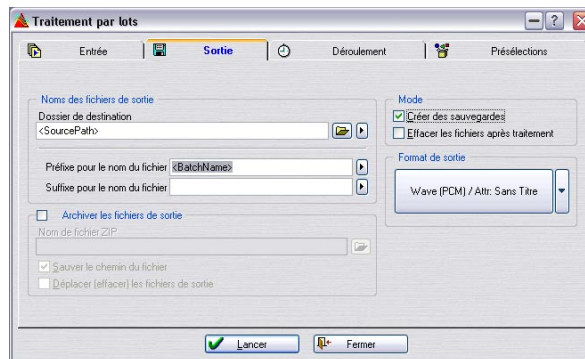 Traitement par lots
Entrée
Sortie
Déroulement
Présélections
Noms des fichiers de sortie
Dossier de destination
<SourcePath>
Préfixe pour le nom du fichier <BatchName>
Suffixe pour le nom du fichier
Archiver les fichiers de sortie
Nom de fichier ZIP
Sauver le chemin du fichier
Déplacer (effacer) les fichiers de sortie
Mode
Créer des sauvegardes
Effacer les fichiers après traitement
Format de sortie
Wave (PCM) / Attr: Sans Titre
Lancer
Fermer